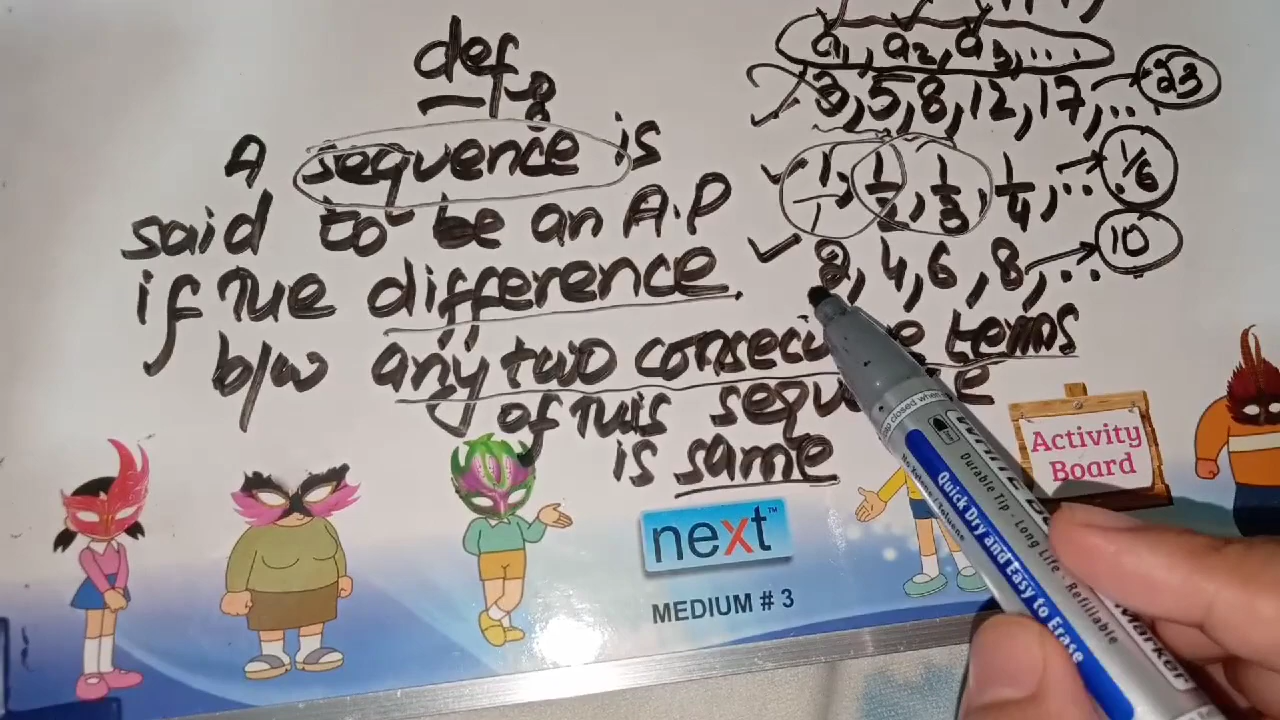 def:
A sequence is
said to be an A.P
if the difference
b/w any two consecutive terms
of this sequence
is same
a₁, a₂, a₃, ...
3, 5, 8, 12, 17, ... 23
1/1, 1/2, 1/3, 1/4, ... 1/6
2, 4, 6, 8, ... 10
Activity
Board
next™
MEDIUM # 3
Durable Tip · Long Life · Refillable
Quick Dry and Easy to Erase
Marker